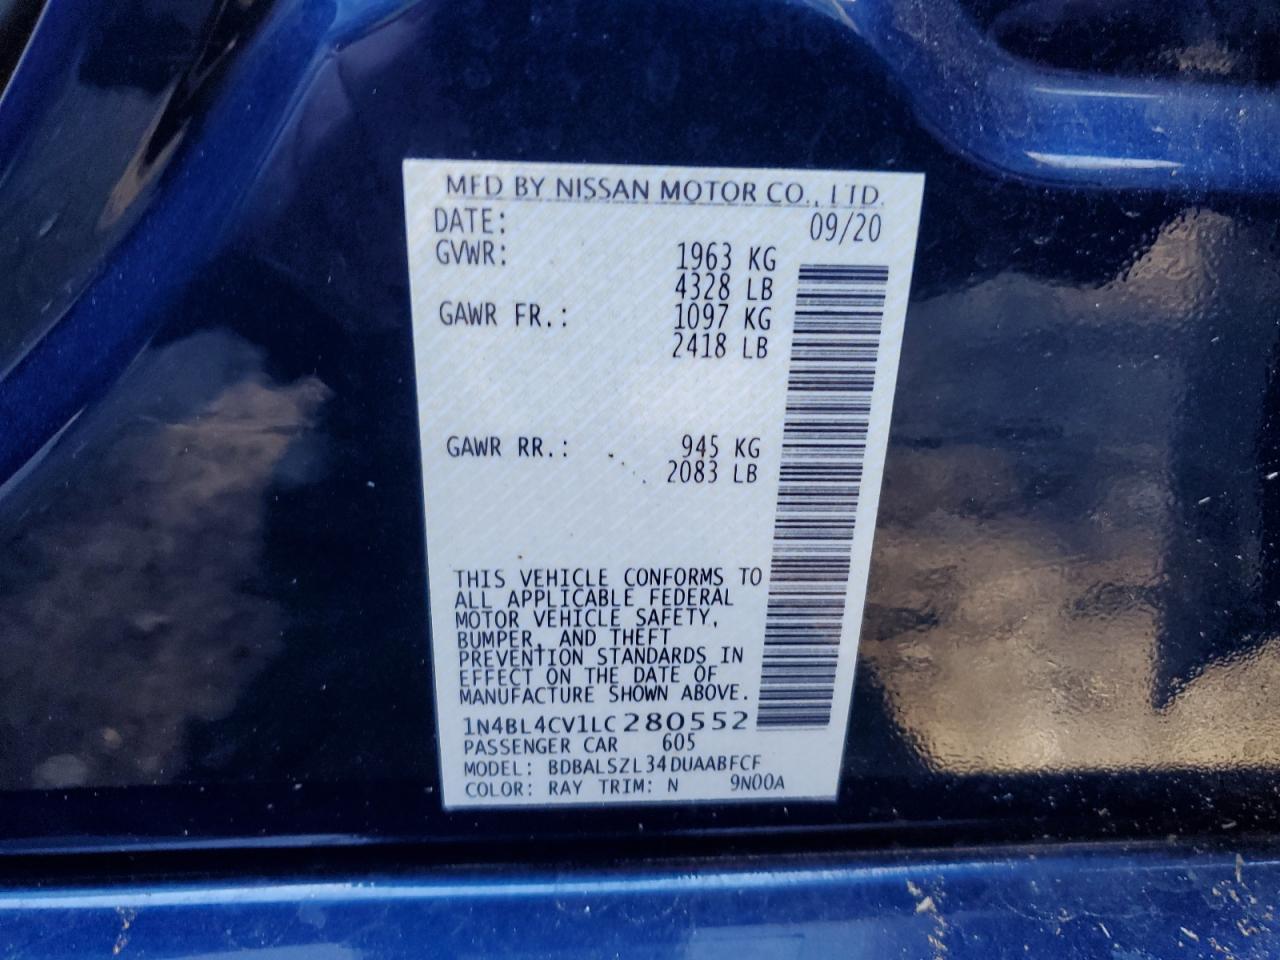 MFD BY NISSAN MOTOR CO., LTD.
DATE: 09/20
GVWR: 1963 KG
4328 LB
GAWR FR.: 1097 KG
2418 LB
GAWR RR.: 945 KG
2083 LB
THIS VEHICLE CONFORMS TO
ALL APPLICABLE FEDERAL
MOTOR VEHICLE SAFETY,
BUMPER, AND THEFT
PREVENTION STANDARDS IN
EFFECT ON THE DATE OF
MANUFACTURE SHOWN ABOVE.
1N4BL4CV1LC280552
PASSENGER CAR 605
MODEL: BDBALSZL34DUAABFCF
COLOR: RAY TRIM: N 9N00A